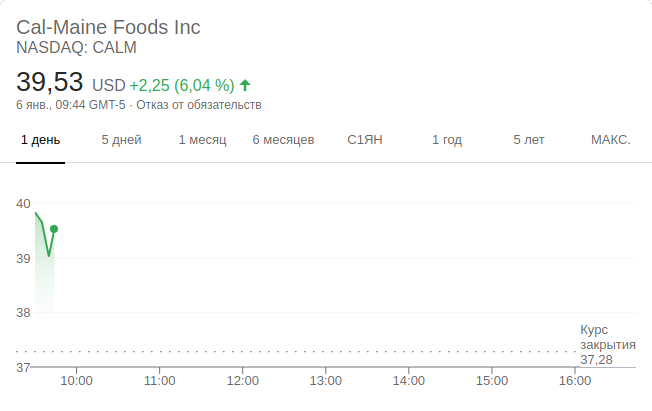 Cal-Maine Foods Inc
NASDAQ: CALM
39,53 USD +2,25 (6,04 %)
6 янв., 09:44 GMT-5 · Отказ от обязательств
1 день 5 дней 1 месяц 6 месяцев С1ЯН 1 год 5 лет МАКС.
40
39
38
Курс
закрытия
37,28
37
10:00 11:00 12:00 13:00 14:00 15:00 16:00